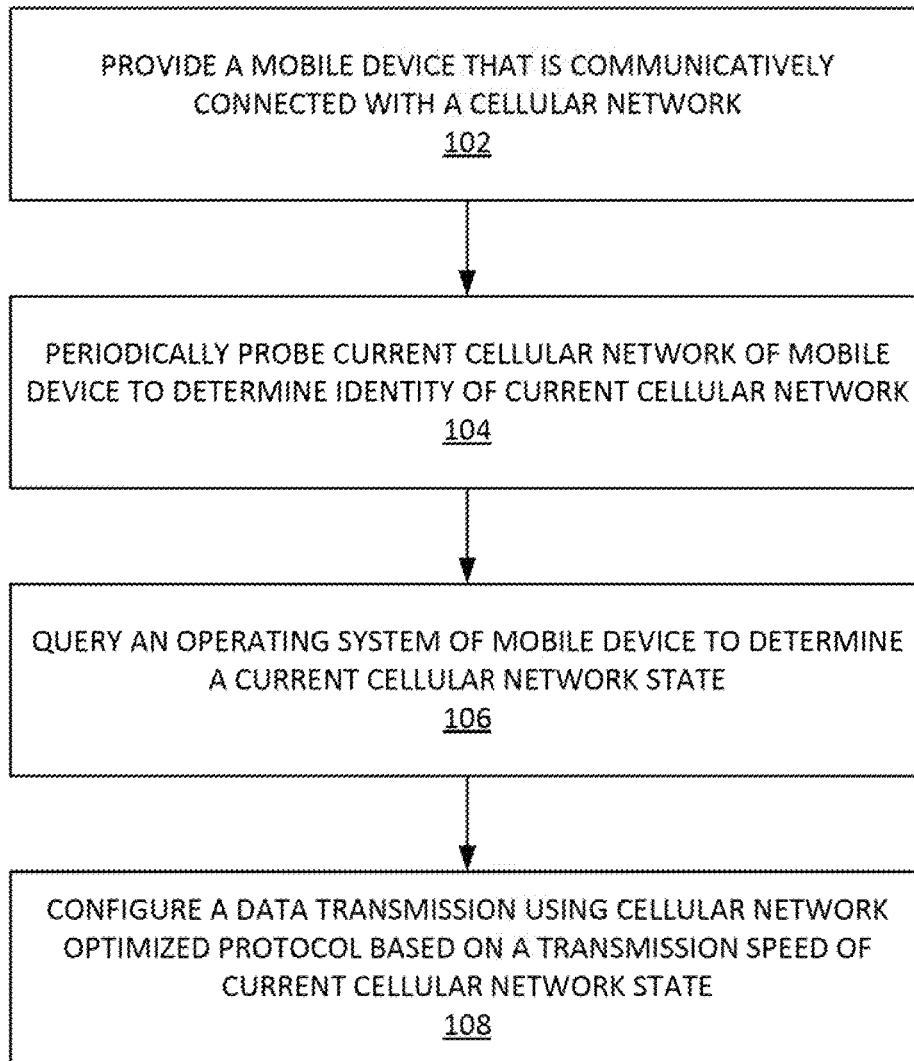 PROVIDE A MOBILE DEVICE THAT IS COMMUNICATIVELY
CONNECTED WITH A CELLULAR NETWORK
102
PERIODICALLY PROBE CURRENT CELLULAR NETWORK OF MOBILE
DEVICE TO DETERMINE IDENTITY OF CURRENT CELLULAR NETWORK
104
QUERY AN OPERATING SYSTEM OF MOBILE DEVICE TO DETERMINE
A CURRENT CELLULAR NETWORK STATE
106
CONFIGURE A DATA TRANSMISSION USING CELLULAR NETWORK
OPTIMIZED PROTOCOL BASED ON A TRANSMISSION SPEED OF
CURRENT CELLULAR NETWORK STATE
108